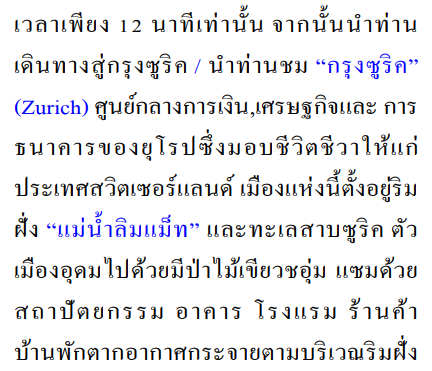 เวลาเพียง 12 นาทีเท่านั้น จากนั้นนำท่าน
เดินทางสู่กรุงซูริค / นำท่านชม “กรุงซูริค”
(Zurich) ศูนย์กลางการเงิน,เศรษฐกิจและ การ
ธนาคารของยุโรปซึ่งมอบชีวิตชีวาให้แก่
ประเทศสวิตเซอร์แลนด์ เมืองแห่งนี้ตั้งอยู่ริม
ฝั่ง “แม่น้ำลิมแม็ท” และทะเลสาบซูริค ตัว
เมืองอุดมไปด้วยมีป่าไม้เขียวชอุ่ม แซมด้วย
สถาปัตยกรรม อาคาร โรงแรม ร้านค้า
บ้านพักตากอากาศกระจายตามบริเวณริมฝั่ง